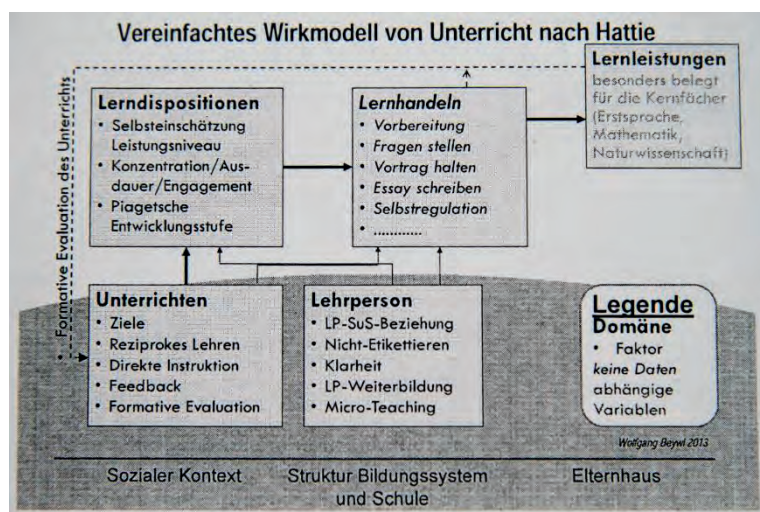 Vereinfachtes Wirkmodell von Unterricht nach Hattie
Formative Evaluation des Unterrichts
Lerndispositionen
• Selbsteinschätzung
Leistungsniveau
• Konzentration/Aus-
dauer/Engagement
• Piagetsche
Entwicklungsstufe
Lernhandeln
• Vorbereitung
• Fragen stellen
• Vortrag halten
• Essay schreiben
• Selbstregulation
• ............
Lernleistungen
besonders belegt
für die Kernfächer
(Erstsprache,
Mathematik,
Naturwissenschaft)
Unterrichten
• Ziele
• Reziprokes Lehren
• Direkte Instruktion
• Feedback
• Formative Evaluation
Lehrperson
• LP-SuS-Beziehung
• Nicht-Etikettieren
• Klarheit
• LP-Weiterbildung
• Micro-Teaching
Legende
Domäne
• Faktor
keine Daten
abhängige
Variablen
Wolfgang Beywl 2013
Sozialer Kontext
Struktur Bildungssystem
und Schule
Elternhaus